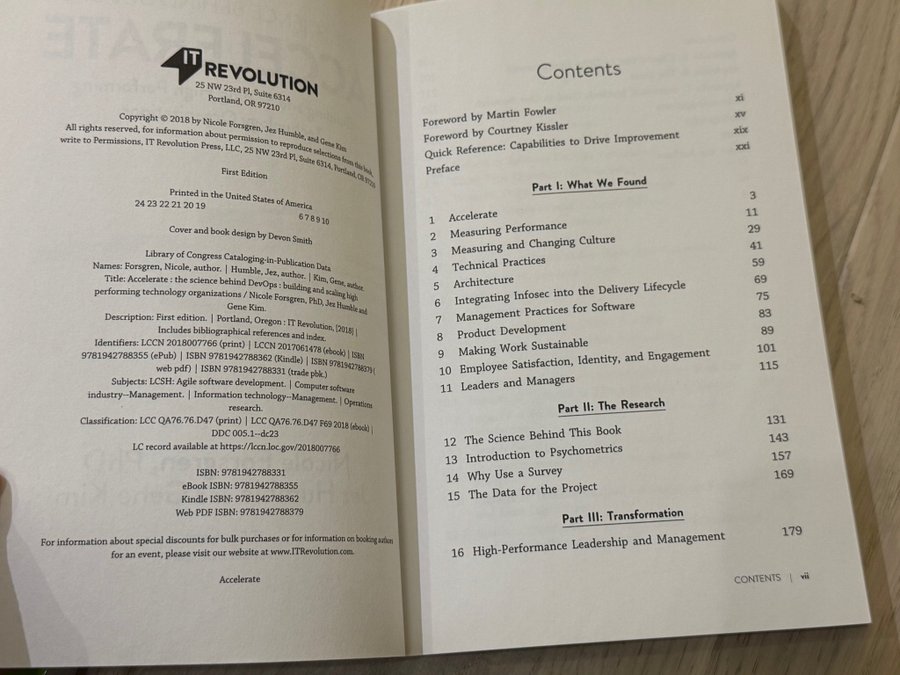 IT REVOLUTION
25 NW 23rd Pl, Suite 6314
Portland, OR 97210
Copyright © 2018 by Nicole Forsgren, Jez Humble, and Gene Kim
All rights reserved, for information about permission to reproduce selections from this book,
write to Permissions, IT Revolution Press, LLC, 25 NW 23rd Pl, Suite 6314, Portland, OR 97210
First Edition
Printed in the United States of America
24 23 22 21 20 19 6 7 8 9 10
Cover and book design by Devon Smith
Library of Congress Cataloging-in-Publication Data
Names: Forsgren, Nicole, author. | Humble, Jez, author. | Kim, Gene, author.
Title: Accelerate : the science behind DevOps : building and scaling high
performing technology organizations / Nicole Forsgren, PhD, Jez Humble and
Gene Kim.
Description: First edition. | Portland, Oregon : IT Revolution, [2018] |
Includes bibliographical references and index.
Identifiers: LCCN 2018007766 (print) | LCCN 2017061478 (ebook) | ISBN
9781942788355 (ePub) | ISBN 9781942788362 (Kindle) | ISBN 9781942788379 (
web pdf) | ISBN 9781942788331 (trade pbk.)
Subjects: LCSH: Agile software development. | Computer software
industry--Management. | Information technology--Management. | Operations
research.
Classification: LCC QA76.76.D47 (print) | LCC QA76.76.D47 F69 2018 (ebook) |
DDC 005.1--dc23
LC record available at https://lccn.loc.gov/2018007766
ISBN: 9781942788331
eBook ISBN: 9781942788355
Kindle ISBN: 9781942788362
Web PDF ISBN: 9781942788379
For information about special discounts for bulk purchases or for information on booking authors
for an event, please visit our website at www.ITRevolution.com.
Accelerate
Contents
Foreword by Martin Fowler xi
Foreword by Courtney Kissler xv
Quick Reference: Capabilities to Drive Improvement xix
Preface xxi
Part I: What We Found
1 Accelerate 3
2 Measuring Performance 11
3 Measuring and Changing Culture 29
4 Technical Practices 41
5 Architecture 59
6 Integrating Infosec into the Delivery Lifecycle 69
7 Management Practices for Software 75
8 Product Development 83
9 Making Work Sustainable 89
10 Employee Satisfaction, Identity, and Engagement 101
11 Leaders and Managers 115
Part II: The Research
12 The Science Behind This Book 131
13 Introduction to Psychometrics 143
14 Why Use a Survey 157
15 The Data for the Project 169
Part III: Transformation
16 High-Performance Leadership and Management 179
CONTENTS | vii